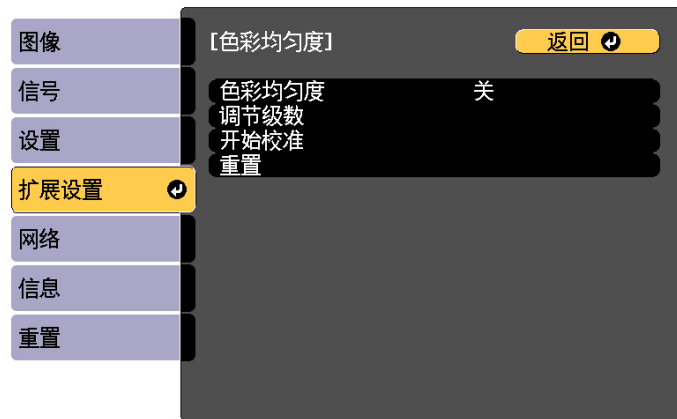 图像
信号
设置
扩展设置
网络
信息
重置
[色彩均匀度]
返回
色彩均匀度 关
调节级数
开始校准
重置